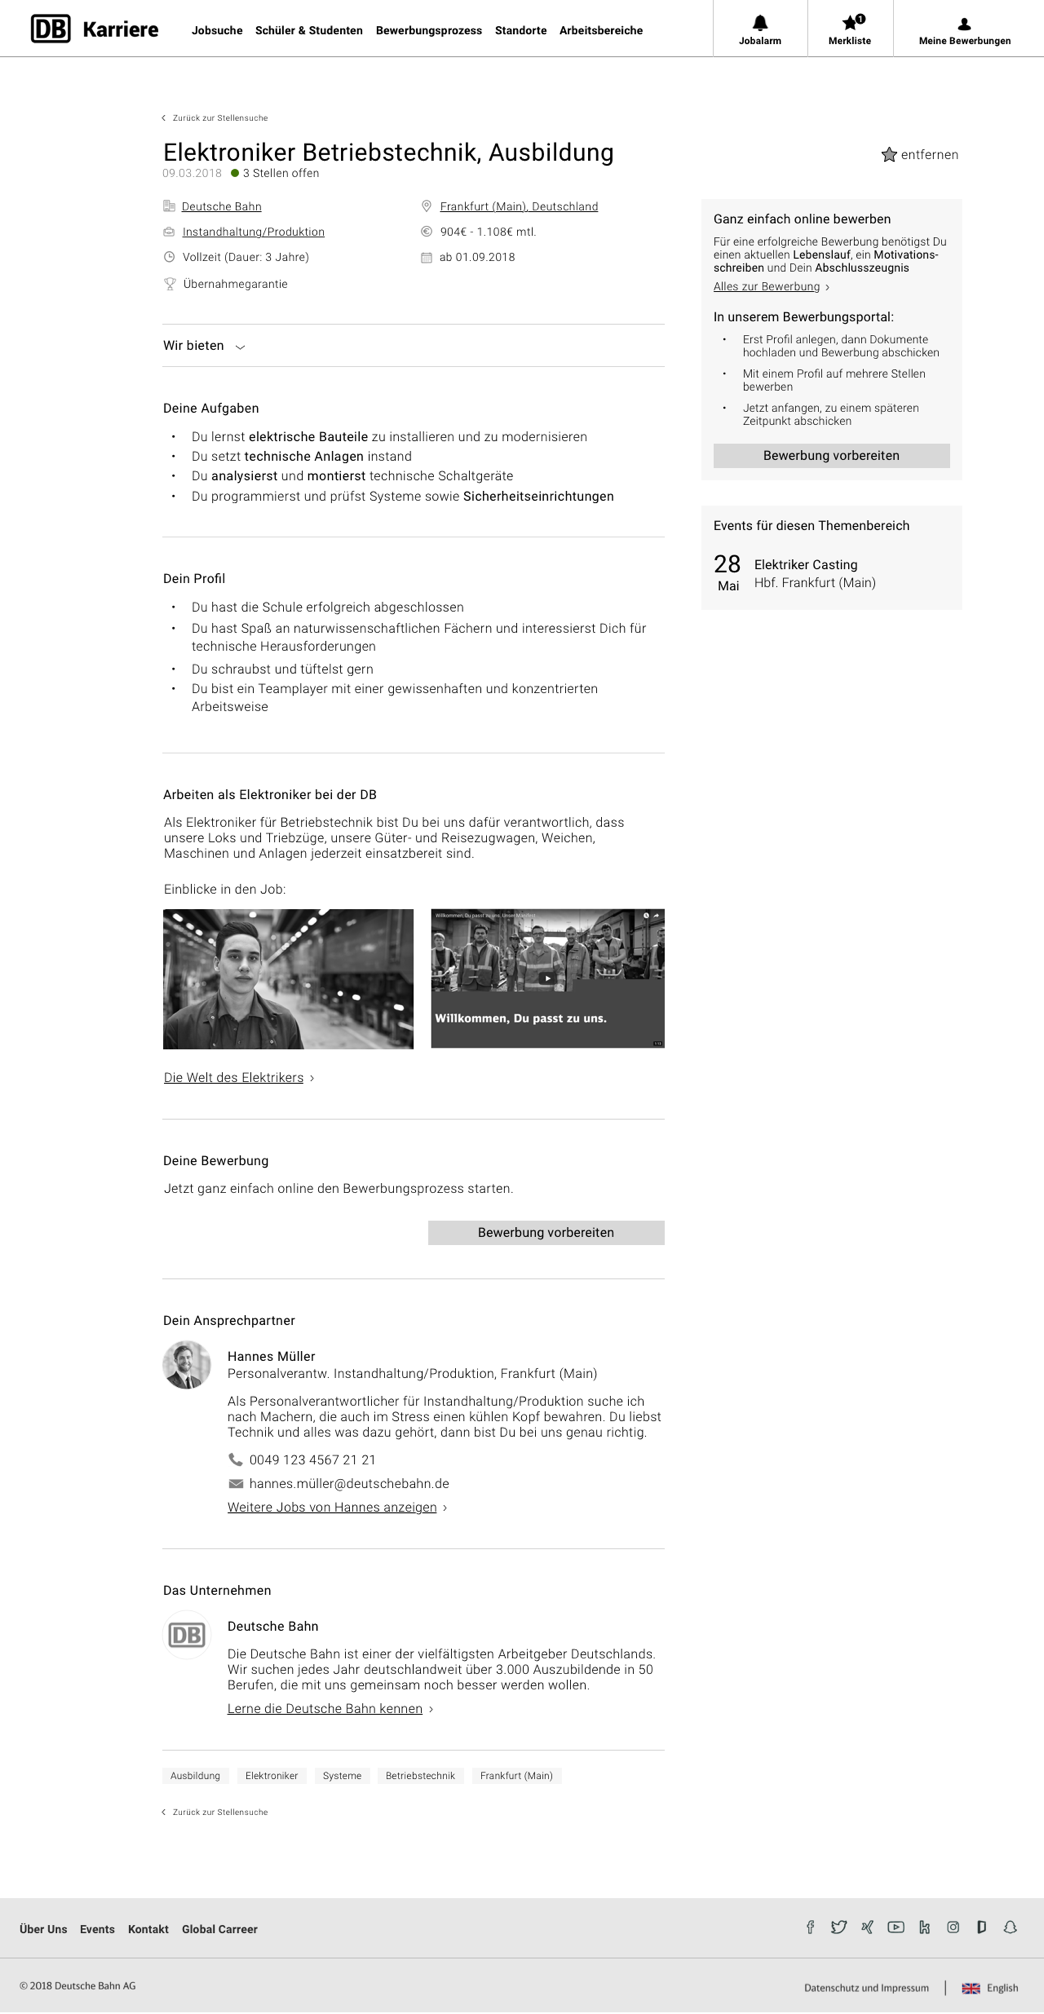 DB Karriere
Jobsuche Schüler & Studenten Bewerbungsprozess Standorte Arbeitsbereiche
1
Jobalarm Merkliste Meine Bewerbungen
Zurück zur Stellensuche
Elektroniker Betriebstechnik, Ausbildung
09.03.2018 3 Stellen offen
entfernen
Deutsche Bahn
Frankfurt (Main), Deutschland
Instandhaltung/Produktion
904€ - 1.108€ mtl.
Vollzeit (Dauer: 3 Jahre)
ab 01.09.2018
Übernahmegarantie
Wir bieten
Deine Aufgaben
• Du lernst elektrische Bauteile zu installieren und zu modernisieren
• Du setzt technische Anlagen instand
• Du analysierst und montierst technische Schaltgeräte
• Du programmierst und prüfst Systeme sowie Sicherheitseinrichtungen
Dein Profil
• Du hast die Schule erfolgreich abgeschlossen
• Du hast Spaß an naturwissenschaftlichen Fächern und interessierst Dich für
technische Herausforderungen
• Du schraubst und tüftelst gern
• Du bist ein Teamplayer mit einer gewissenhaften und konzentrierten
Arbeitsweise
Arbeiten als Elektroniker bei der DB
Als Elektroniker für Betriebstechnik bist Du bei uns dafür verantwortlich, dass
unsere Loks und Triebzüge, unsere Güter- und Reisezugwagen, Weichen,
Maschinen und Anlagen jederzeit einsatzbereit sind.
Einblicke in den Job:
Willkommen, Du passt zu uns.
Die Welt des Elektrikers
Deine Bewerbung
Jetzt ganz einfach online den Bewerbungsprozess starten.
Bewerbung vorbereiten
Dein Ansprechpartner
Hannes Müller
Personalverantw. Instandhaltung/Produktion, Frankfurt (Main)
Als Personalverantwortlicher für Instandhaltung/Produktion suche ich
nach Machern, die auch im Stress einen kühlen Kopf bewahren. Du liebst
Technik und alles was dazu gehört, dann bist Du bei uns genau richtig.
0049 123 4567 21 21
hannes.müller@deutschebahn.de
Weitere Jobs von Hannes anzeigen
Das Unternehmen
DB
Deutsche Bahn
Die Deutsche Bahn ist einer der vielfältigsten Arbeitgeber Deutschlands.
Wir suchen jedes Jahr deutschlandweit über 3.000 Auszubildende in 50
Berufen, die mit uns gemeinsam noch besser werden wollen.
Lerne die Deutsche Bahn kennen
Ausbildung Elektroniker Systeme Betriebstechnik Frankfurt (Main)
Zurück zur Stellensuche
Ganz einfach online bewerben
Für eine erfolgreiche Bewerbung benötigst Du
einen aktuellen Lebenslauf, ein Motivations-
schreiben und Dein Abschlusszeugnis
Alles zur Bewerbung
In unserem Bewerbungsportal:
• Erst Profil anlegen, dann Dokumente
hochladen und Bewerbung abschicken
• Mit einem Profil auf mehrere Stellen
bewerben
• Jetzt anfangen, zu einem späteren
Zeitpunkt abschicken
Bewerbung vorbereiten
Events für diesen Themenbereich
28 Elektriker Casting
Mai Hbf. Frankfurt (Main)
Über Uns Events Kontakt Global Carreer
© 2018 Deutsche Bahn AG
Datenschutz und Impressum | English